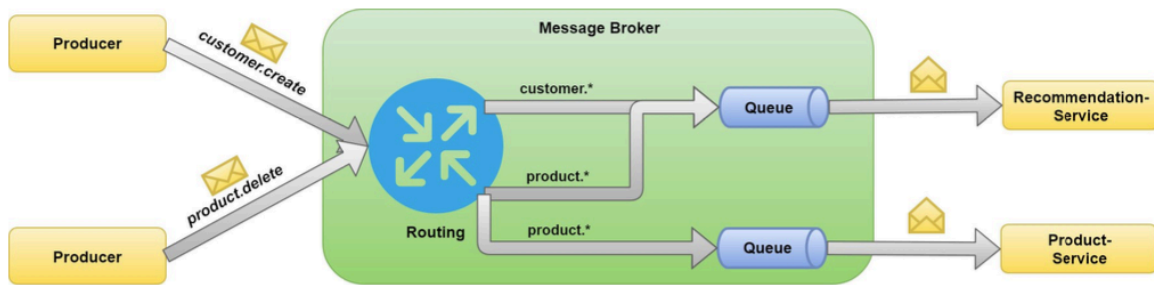 Message Broker
Producer
customer.create
customer.*
Queue
Recommendation-
Service
product.delete
product.*
Routing
product.*
Producer
Queue
Product-
Service